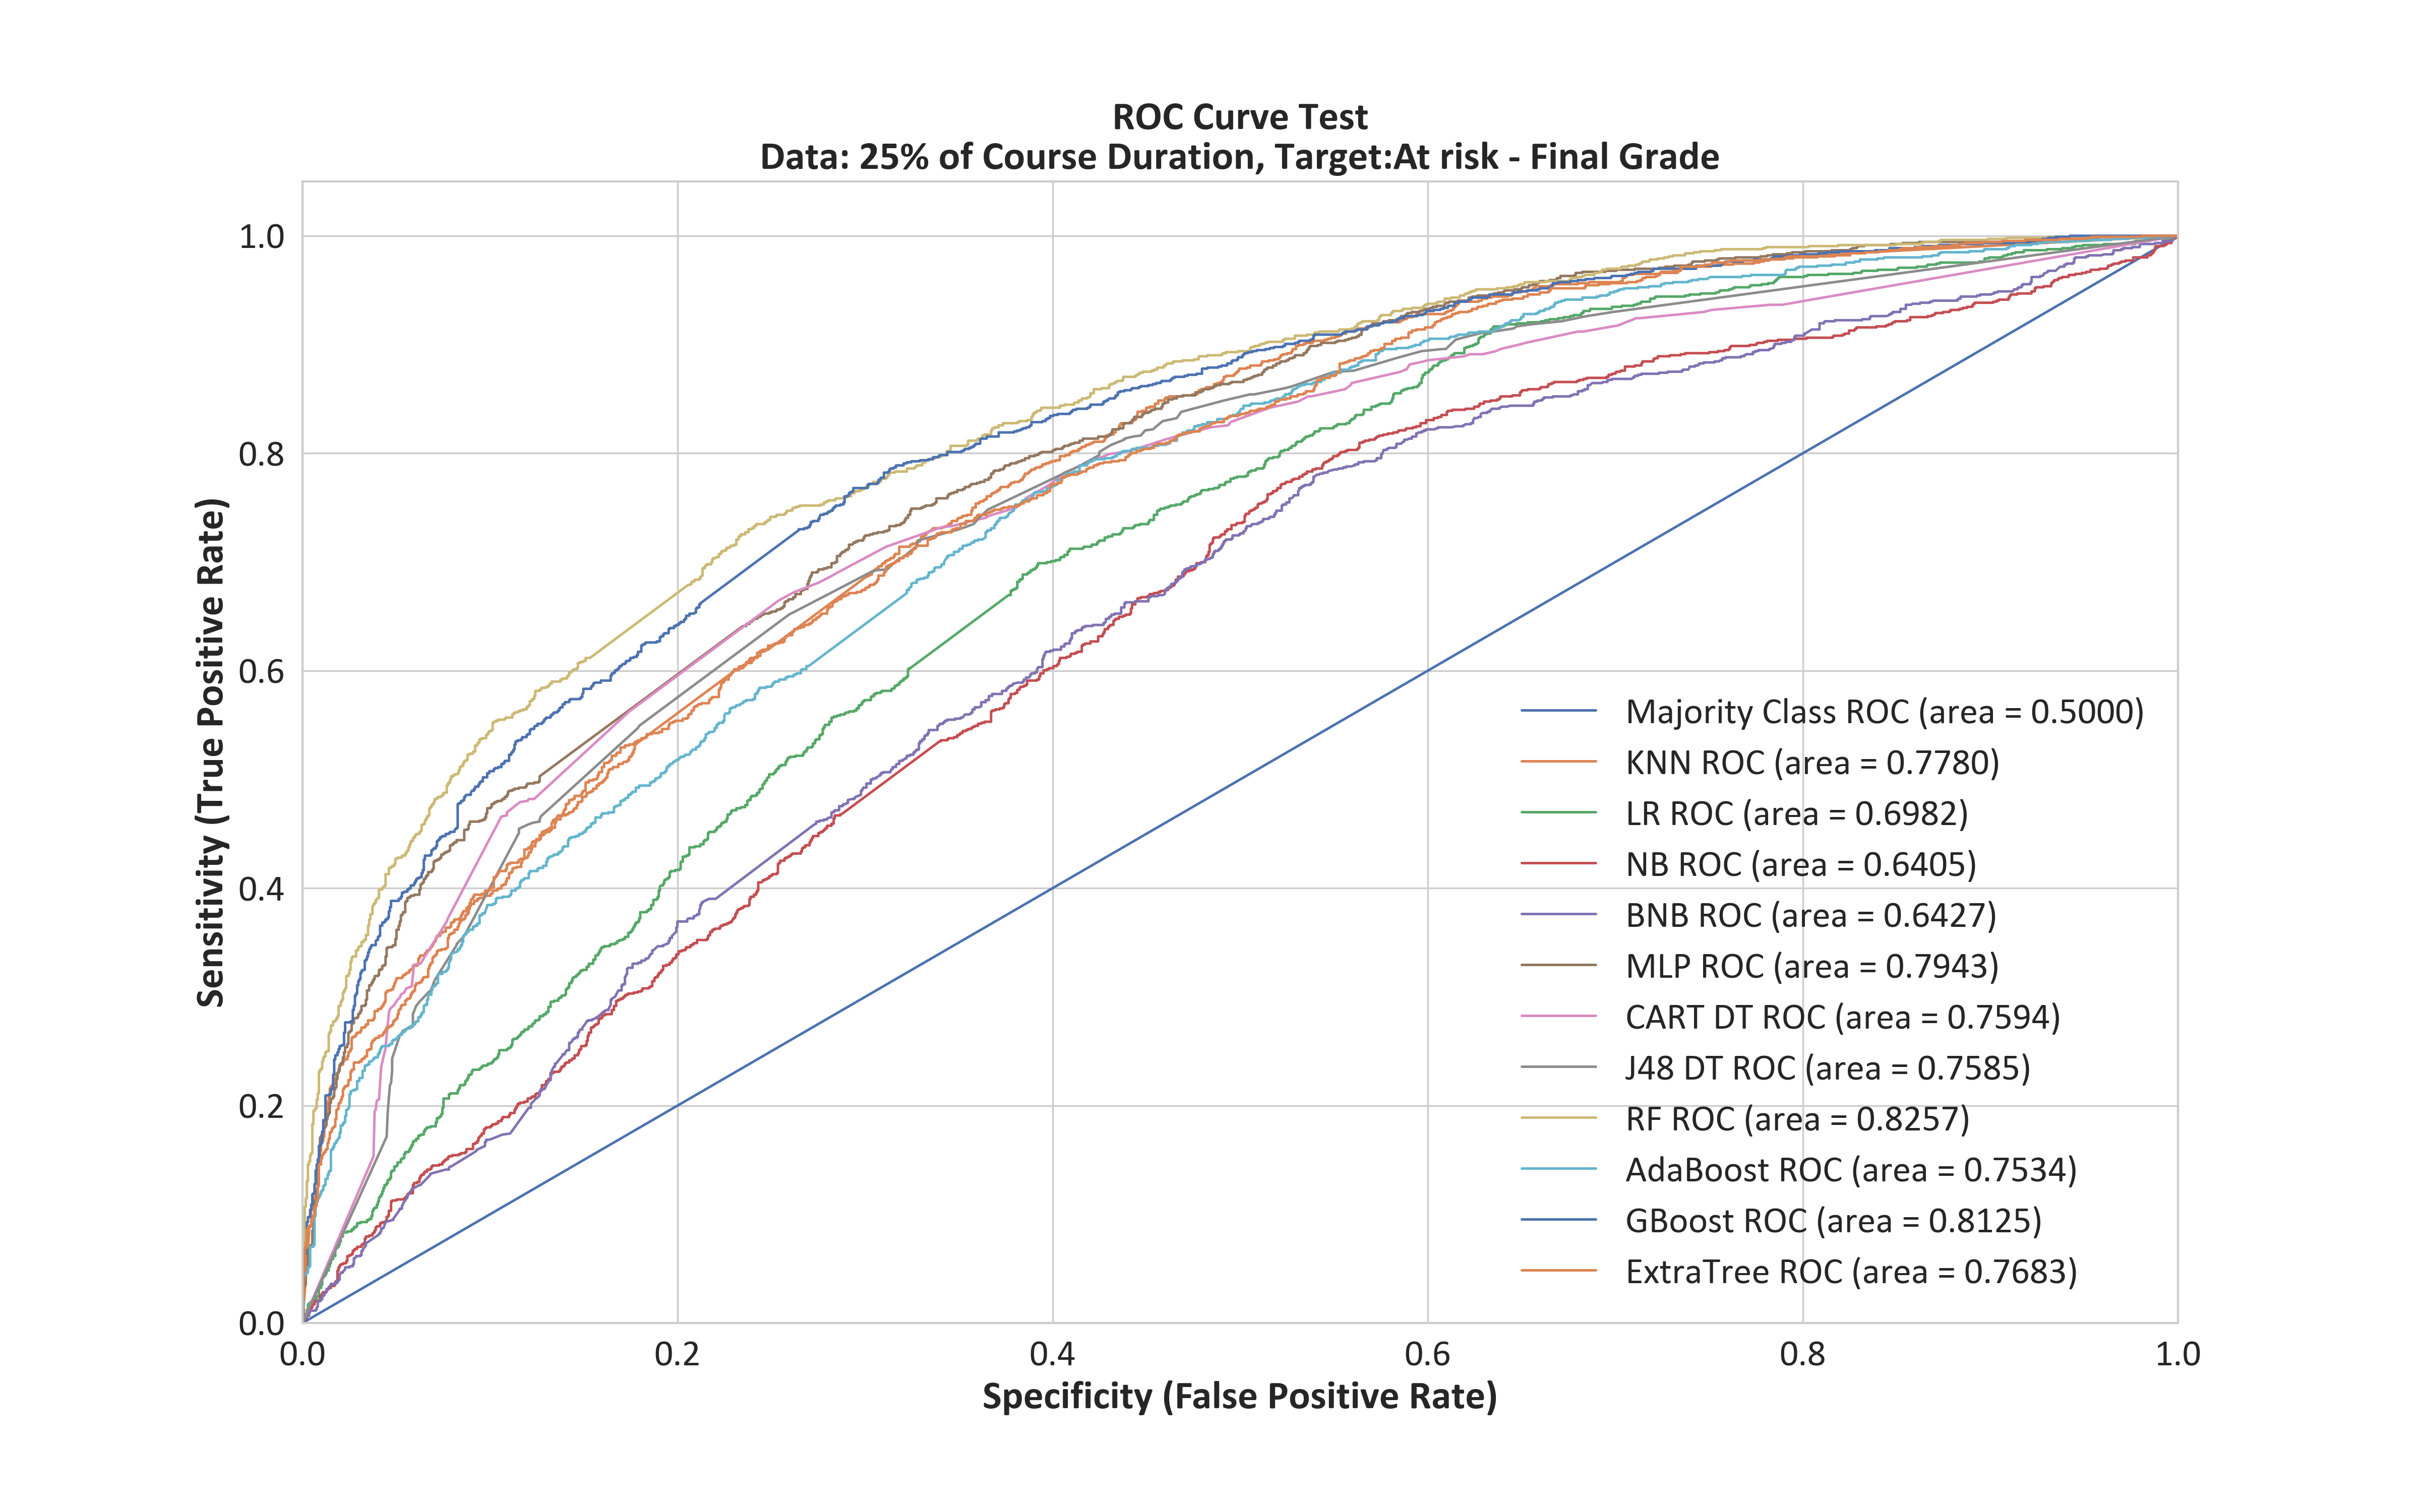 ROC Curve Test
Data: 25% of Course Duration, Target:At risk - Final Grade
1.0
0.8
0.6
0.4
0.2
0.0
Sensitivity (True Positive Rate)
Majority Class ROC (area = 0.5000)
KNN ROC (area = 0.7780)
LR ROC (area = 0.6982)
NB ROC (area = 0.6405)
BNB ROC (area = 0.6427)
MLP ROC (area = 0.7943)
CART DT ROC (area = 0.7594)
J48 DT ROC (area = 0.7585)
RF ROC (area = 0.8257)
AdaBoost ROC (area = 0.7534)
GBoost ROC (area = 0.8125)
ExtraTree ROC (area = 0.7683)
0.0 0.2 0.4 0.6 0.8 1.0
Specificity (False Positive Rate)